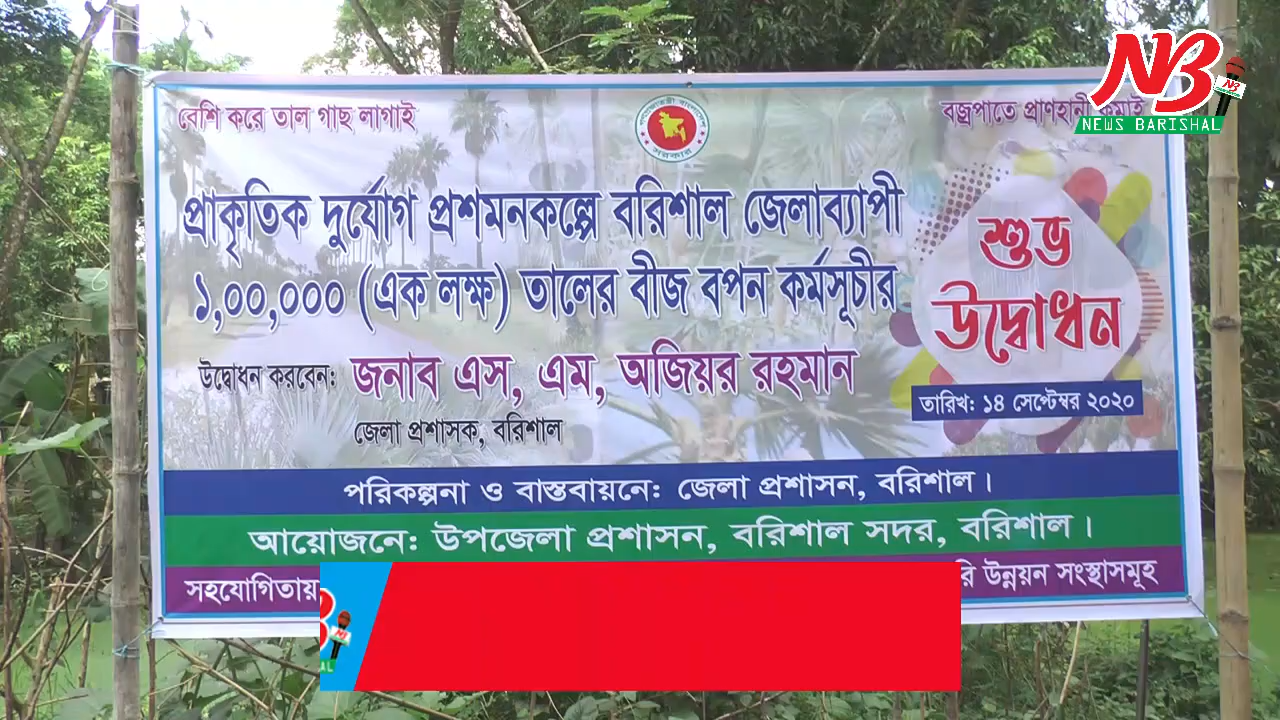 বেশি করে তাল গাছ লাগাই
বজ্রপাতে প্রাণহানী কমাই
NB
NEWS BARISHAL
প্রাকৃতিক দুর্যোগ প্রশমনকল্পে বরিশাল জেলাব্যাপী
১,০০,০০০ (এক লক্ষ) তালের বীজ বপন কর্মসূচীর
শুভ
উদ্বোধন
উদ্বোধন করবেন: জনাব এস, এম, অজিয়র রহমান
জেলা প্রশাসক, বরিশাল
তারিখ: ১৪ সেপ্টেম্বর ২০২০
পরিকল্পনা ও বাস্তবায়নে: জেলা প্রশাসন, বরিশাল।
আয়োজনে: উপজেলা প্রশাসন, বরিশাল সদর, বরিশাল।
সহযোগিতায় উন্নয়ন সংস্থাসমূহ